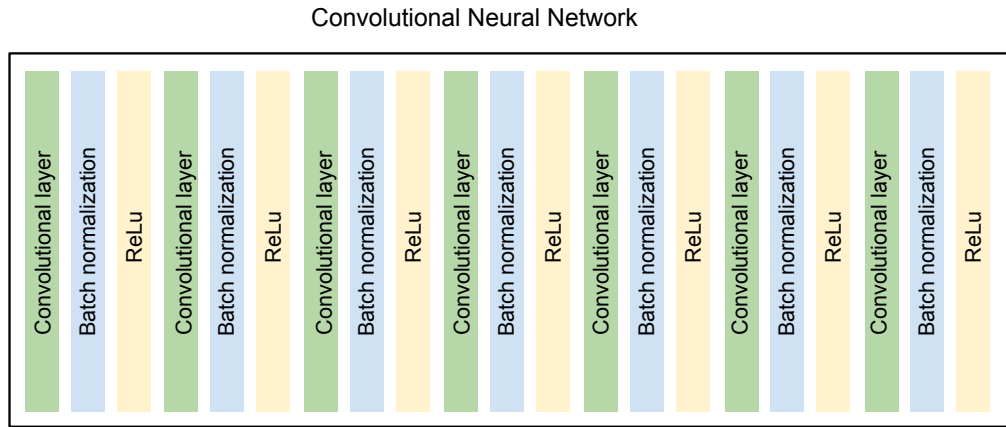 Convolutional Neural Network
Convolutional layer
Batch normalization
ReLu
Convolutional layer
Batch normalization
ReLu
Convolutional layer
Batch normalization
ReLu
Convolutional layer
Batch normalization
ReLu
Convolutional layer
Batch normalization
ReLu
Convolutional layer
Batch normalization
ReLu
Convolutional layer
Batch normalization
ReLu